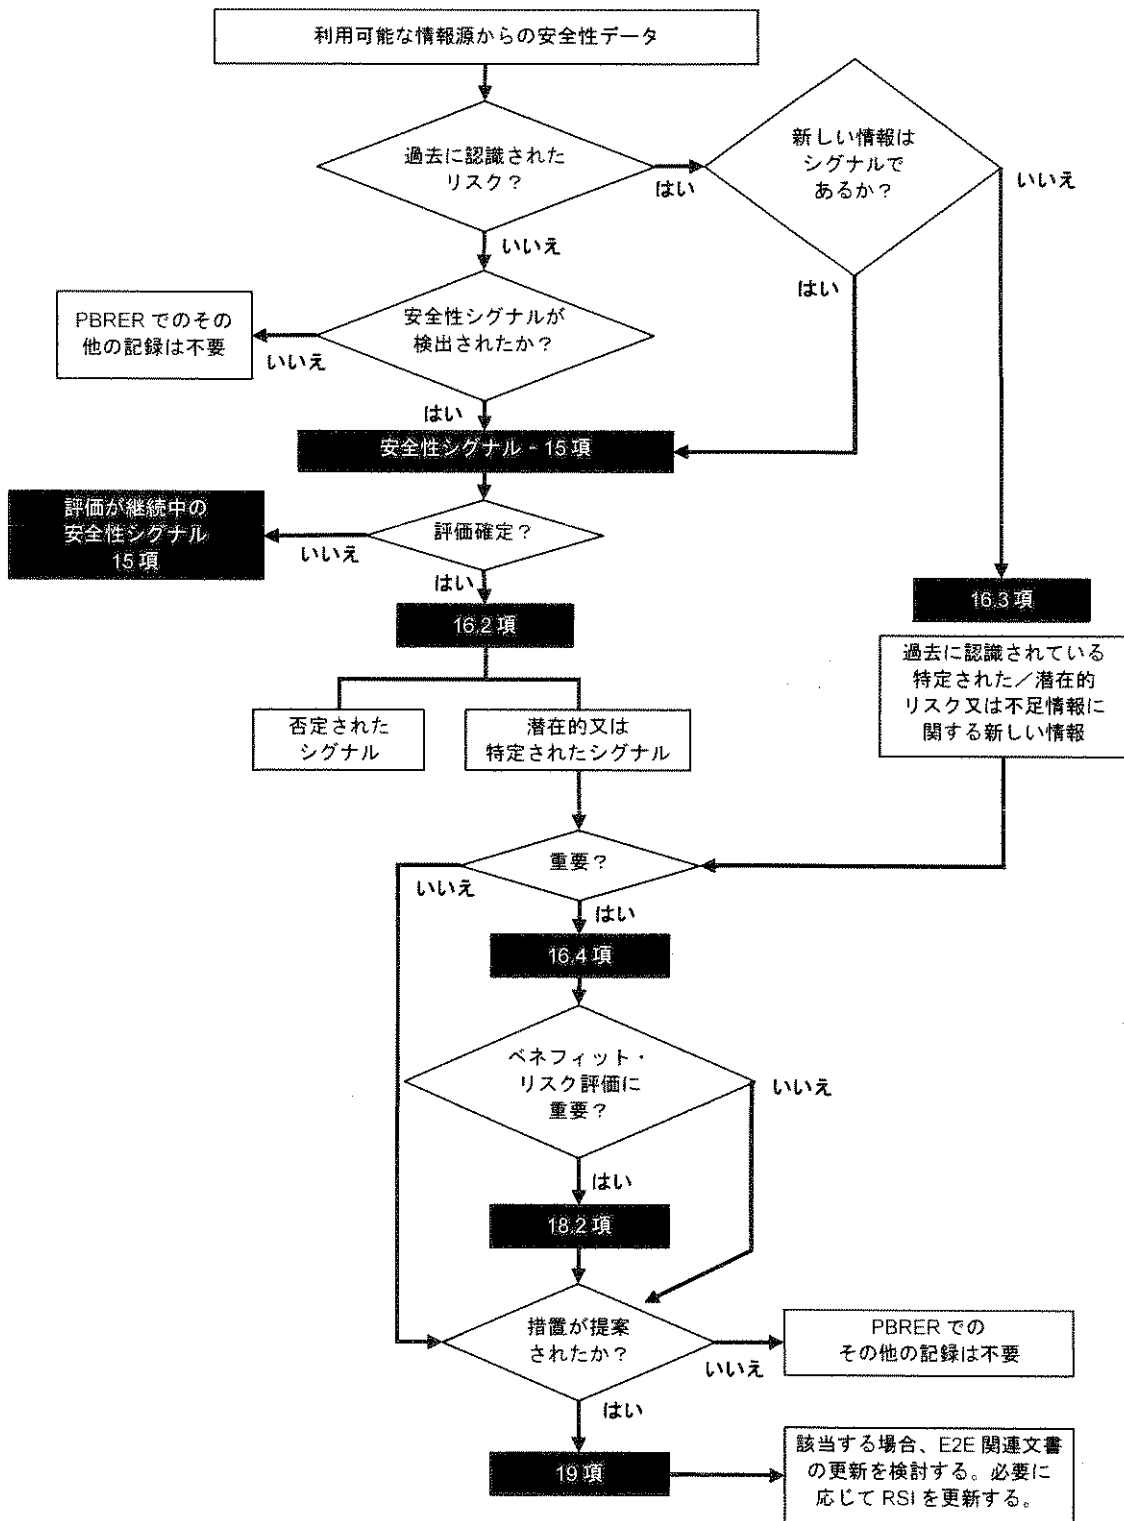 利用可能な情報源からの安全性データ
過去に認識された
リスク？
はい
新しい情報は
シグナルで
あるか？
いいえ
いいえ
はい
安全性シグナルが
検出されたか？
いいえ
PBRER でのその
他の記録は不要
はい
安全性シグナル - 15 項
評価確定？
いいえ
評価が継続中の
安全性シグナル
15 項
はい
16.2 項
16.3 項
過去に認識されている
特定された／潜在的
リスク又は不足情報に
関する新しい情報
否定された
シグナル
潜在的又は
特定されたシグナル
重要？
いいえ
はい
16.4 項
ベネフィット・
リスク評価に
重要？
いいえ
はい
18.2 項
措置が提案
されたか？
いいえ
PBRER での
その他の記録は不要
はい
19 項
該当する場合、E2E 関連文書
の更新を検討する。必要に
応じて RSI を更新する。